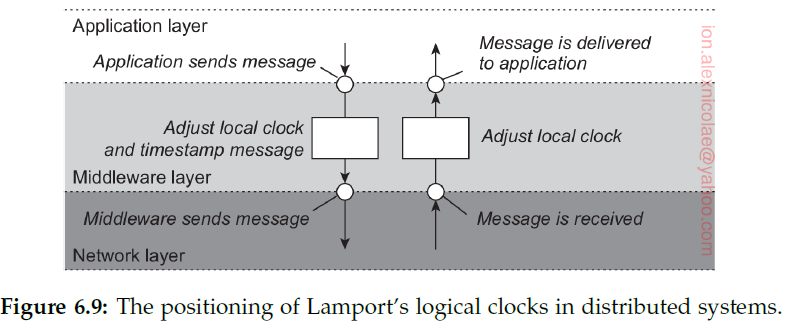 Application layer
Application sends message
Message is delivered
to application
Adjust local clock
and timestamp message
Adjust local clock
Middleware layer
Middleware sends message
Message is received
Network layer
ion.alexnicolae@yahoo.com
Figure 6.9: The positioning of Lamport's logical clocks in distributed systems.